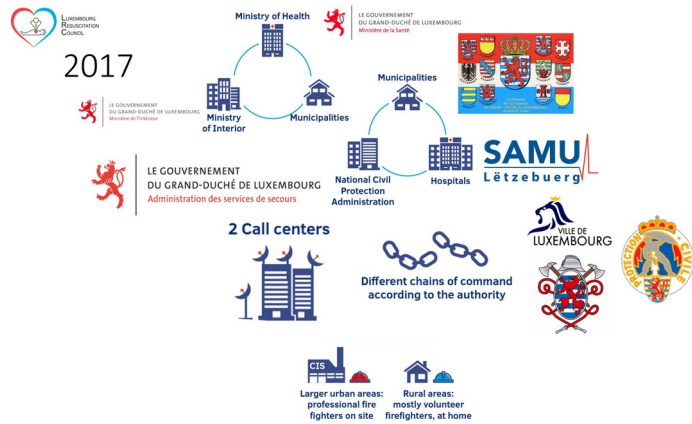 LUXEMBOURG
RESUSCITATION
COUNCIL
2017
Ministry of Health
LE GOUVERNEMENT
DU GRAND-DUCHÉ DE LUXEMBOURG
Ministère de la Santé
LE GOUVERNEMENT
DU GRAND-DUCHÉ DE LUXEMBOURG
Ministère de l'Intérieur
Ministry
of Interior
Municipalities
Municipalities
National Civil
Protection
Administration
Hospitals
SAMU
Lëtzebuerg
LE GOUVERNEMENT
DU GRAND-DUCHÉ DE LUXEMBOURG
Administration des services de secours
2 Call centers
Different chains of command
according to the authority
VILLE DE
LUXEMBOURG
PROTECTION
CIVILE
CIS
Larger urban areas:
professional fire
fighters on site
Rural areas:
mostly volunteer
firefighters, at home